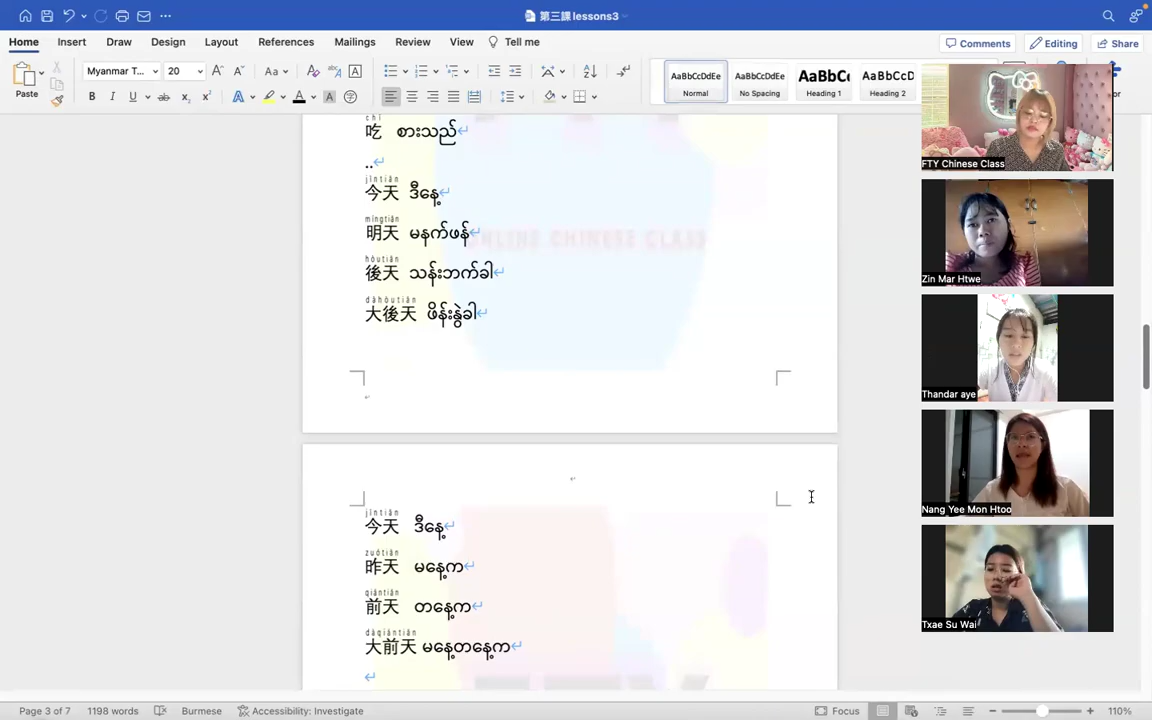 第三課lessons3
Home Insert Draw Design Layout References Mailings Review View Tell me
Comments Editing Share
Paste
Myanmar T... 20
AaBbCcDdEe AaBbCcDdEe AaBbC AaBbCcD
Normal No Spacing Heading 1 Heading 2
chī
吃 စားသည်
..
jīntiān
今天 ဒီနေ့
míngtiān
明天 မနက်ဖန်
ONLINE CHINESE CLASS
hòutiān
後天 သန်းဘက်ခါ
dàhòutiān
大後天 ဖိန်းနွှဲခါ
jīntiān
今天 ဒီနေ့
zuótiān
昨天 မနေ့က
qiántiān
前天 တနေ့က
dàqiántiān
大前天 မနေ့တနေ့က
FTY Chinese Class
Zin Mar Htwe
Thandar aye
Nang Yee Mon Htoo
Txae Su Wai
Page 3 of 7 1198 words Burmese Accessibility: Investigate Focus 110%